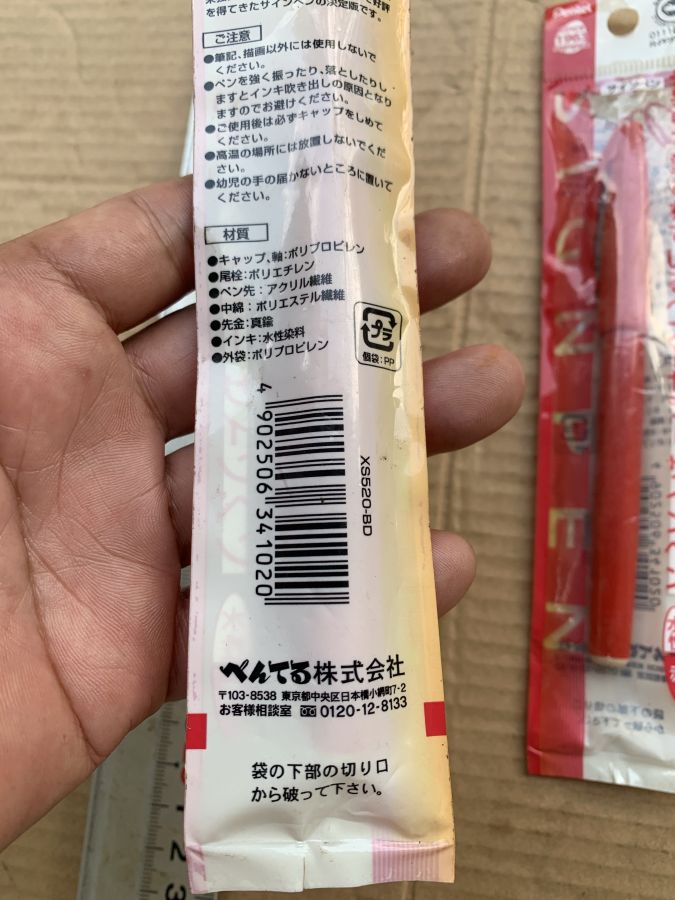 を得てきたサインペンの決定版です。
ご注意
●筆記、描画以外には使用しないで
ください。
●ペンを強く振ったり、落としたりし
ますとインキ吹き出しの原因となり
ますのでお避けください。
●ご使用後は必ずキャップをしめて
ください。
●高温の場所には放置しないでくだ
さい。
●幼児の手の届かないところに置いて
ください。
材質
●キャップ、軸:ポリプロピレン
●尾栓:ポリエチレン
●ペン先:アクリル繊維
●中綿:ポリエステル繊維
●先金:真鍮
●インキ:水性染料
●外袋:ポリプロピレン
プラ
個袋:PP
4 902506 341020
XS520-BD
ぺんてる株式会社
〒103-8538 東京都中央区日本橋小網町7-2
お客様相談室 0120-12-8133
袋の下部の切り口
から破って下さい。
Pentel
サインペン
PEN
1
2
3